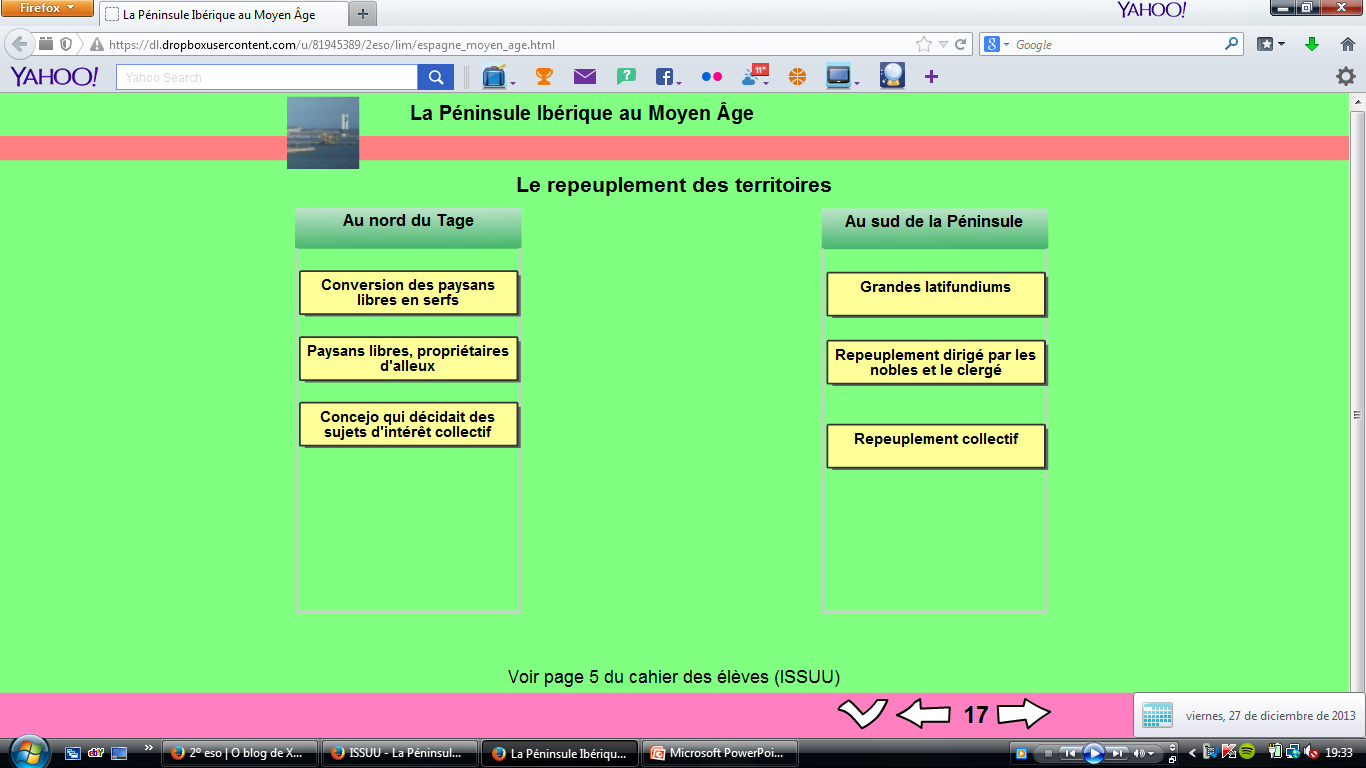 Firefox
La Péninsule Ibérique au Moyen Âge
YAHOO!
https://dl.dropboxusercontent.com/u/81945389/2eso/lim/espagne_moyen_age.html
Google
YAHOO!
Yahoo Search
11°
La Péninsule Ibérique au Moyen Âge
Le repeuplement des territoires
Au nord du Tage
Conversion des paysans
libres en serfs
Paysans libres, propriétaires
d'alleux
Concejo qui décidait des
sujets d'intérêt collectif
Au sud de la Péninsule
Grandes latifundiums
Repeuplement dirigé par les
nobles et le clergé
Repeuplement collectif
Voir page 5 du cahier des élèves (ISSUU)
17
viernes, 27 de diciembre de 2013
2º eso | O blog de X...
ISSUU - La Péninsul...
La Péninsule Ibériqu...
Microsoft PowerPoi...
19:33